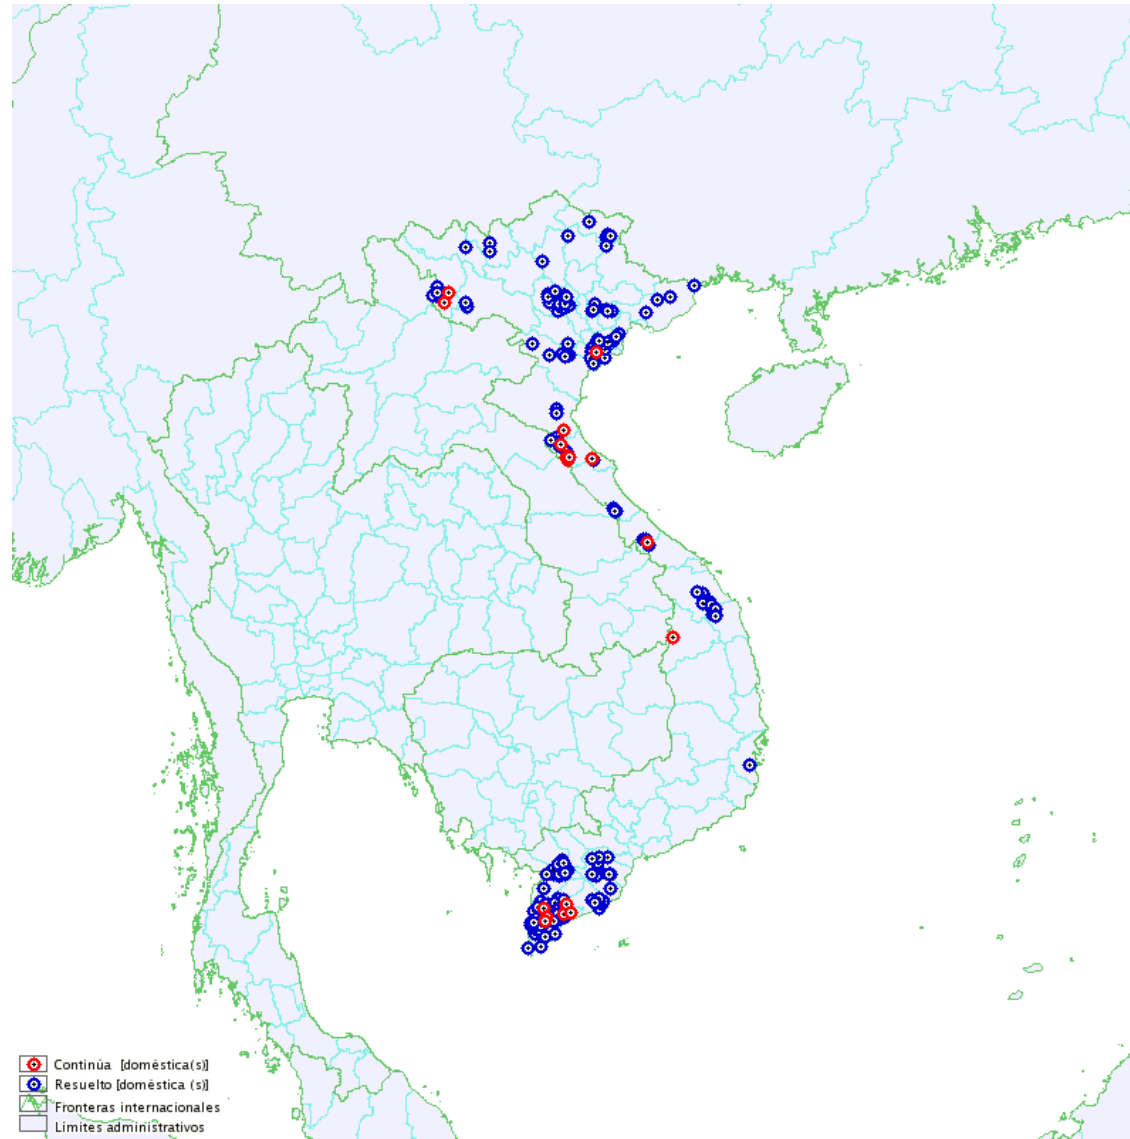 Continúa [doméstica(s)]
Resuelto [doméstica (s)]
Fronteras internacionales
Límites administrativos